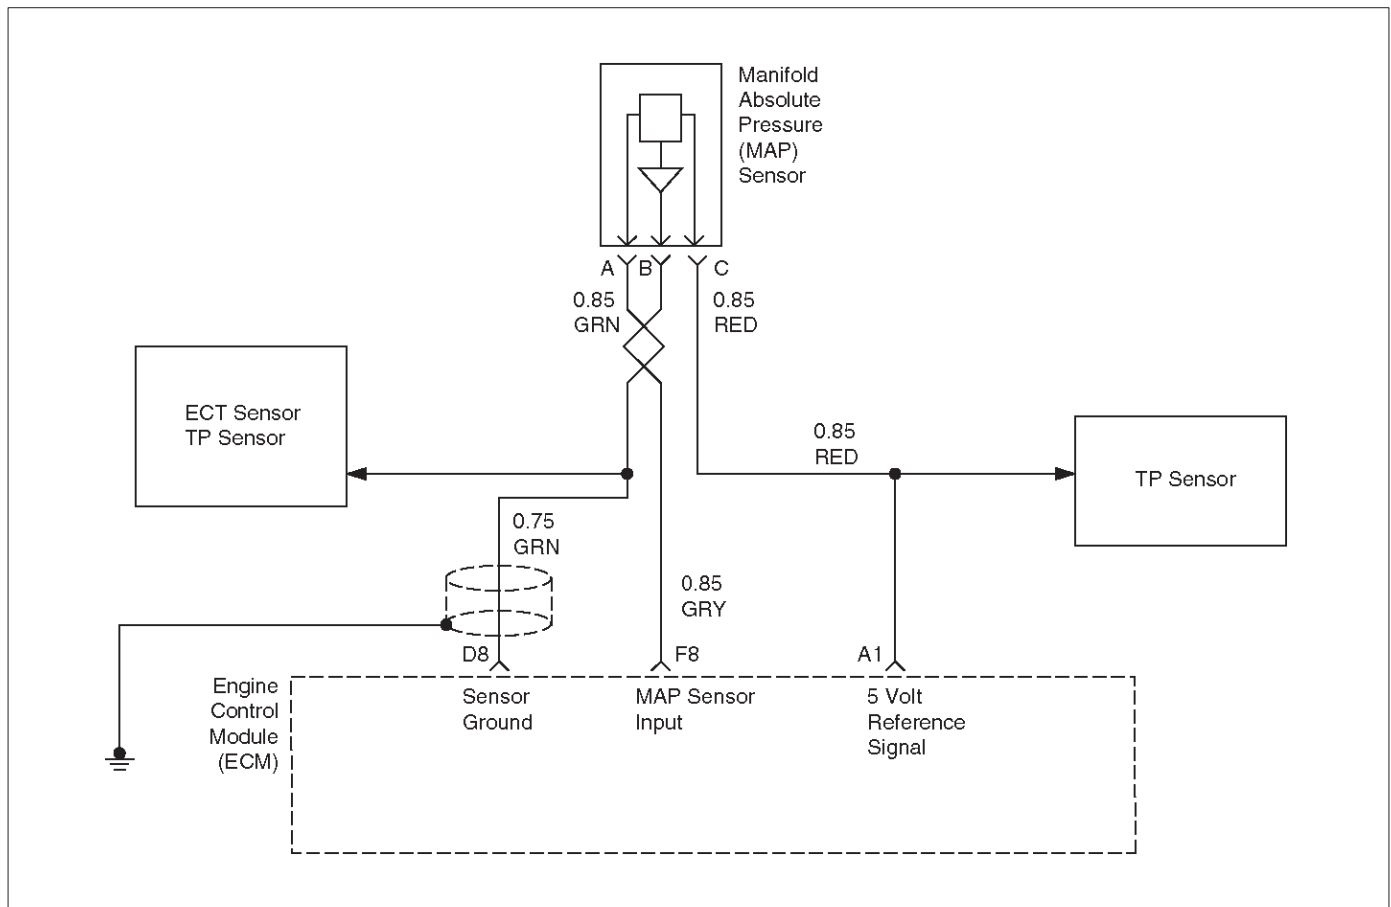 Manifold
Absolute
Pressure
(MAP)
Sensor
A
B
C
0.85
GRN
0.85
RED
ECT Sensor
TP Sensor
0.85
RED
TP Sensor
0.75
GRN
0.85
GRY
D8
F8
A1
Engine
Control
Module
(ECM)
Sensor
Ground
MAP Sensor
Input
5 Volt
Reference
Signal